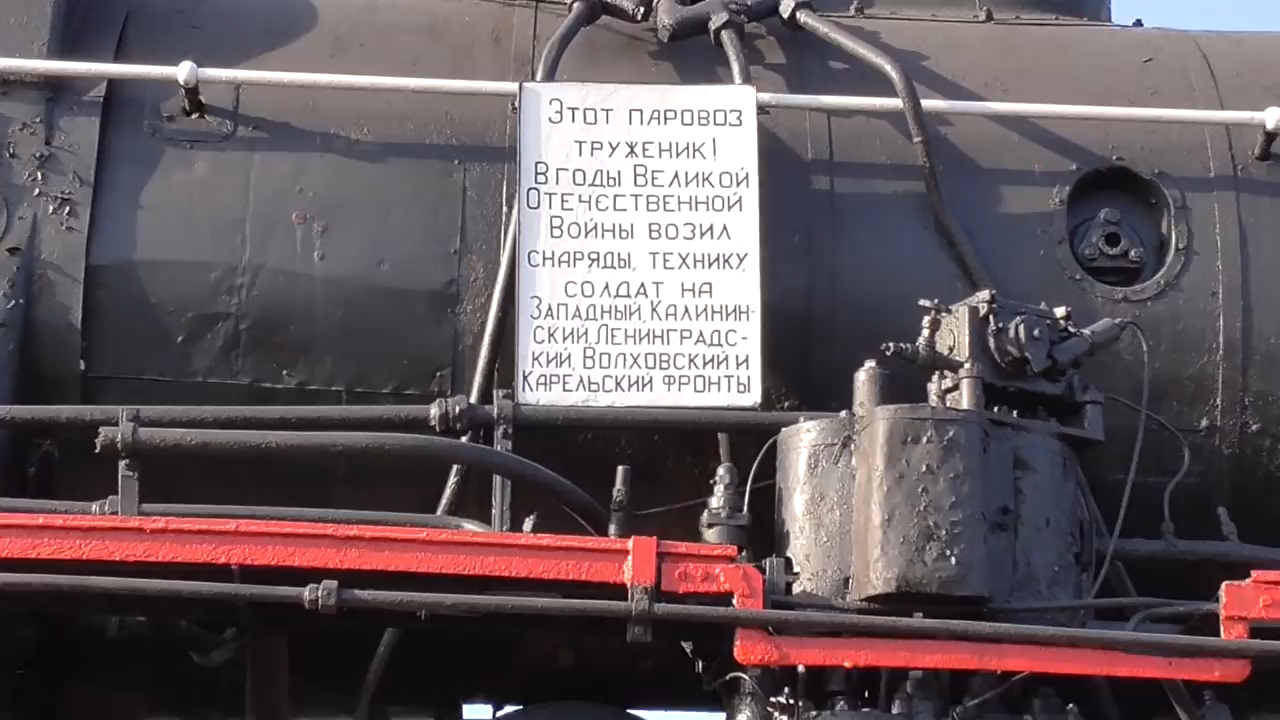 Этот паровоз
труженик!
В годы Великой
Отечественной
Войны возил
снаряды, технику,
солдат на
Западный, Калинин-
ский, Ленинградс-
кий, Волховский и
Карельский фронты